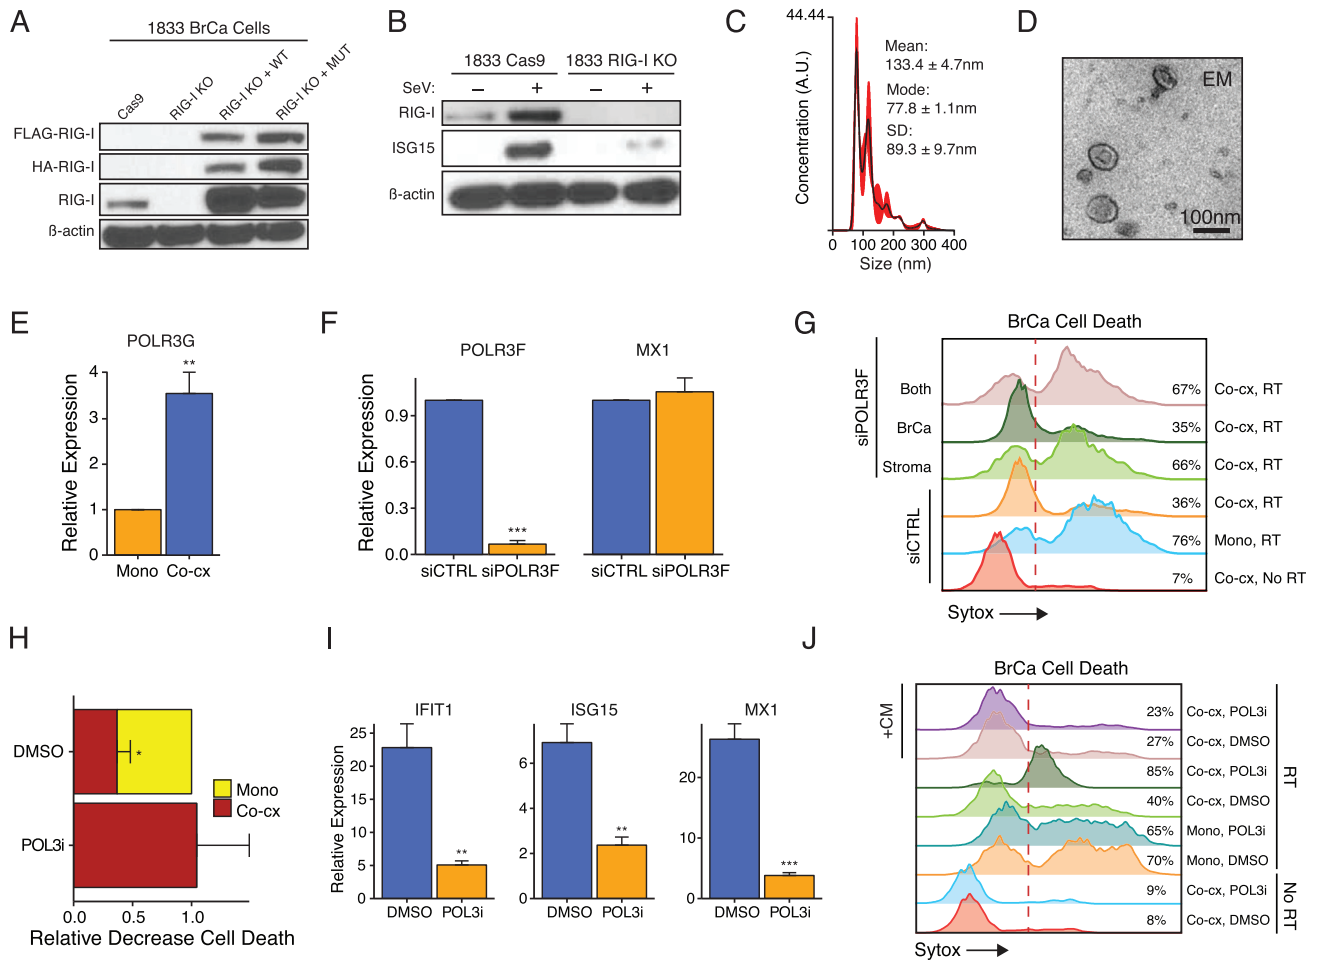 A
1833 BrCa Cells
Cas9
RIG-I KO
RIG-I KO + WT
RIG-I KO + MUT
FLAG-RIG-I
HA-RIG-I
RIG-I
ß-actin
B
1833 Cas9
1833 RIG-I KO
SeV: – + – +
RIG-I
ISG15
ß-actin
C
44.44
Concentration (A.U.)
Mean:
133.4 ± 4.7nm
Mode:
77.8 ± 1.1nm
SD:
89.3 ± 9.7nm
0
0 100 200 300 400
Size (nm)
D
EM
100nm
E
POLR3G
Relative Expression
4
3
2
1
0
**
Mono Co-cx
F
POLR3F
MX1
Relative Expression
0.9
0.6
0.3
0.0
***
siCTRL siPOLR3F
siCTRL siPOLR3F
G
BrCa Cell Death
siPOLR3F
siCTRL
Both 67% Co-cx, RT
BrCa 35% Co-cx, RT
Stroma 66% Co-cx, RT
36% Co-cx, RT
76% Mono, RT
7% Co-cx, No RT
Sytox
H
DMSO
*
POL3i
Mono
Co-cx
0.0 0.5 1.0
Relative Decrease Cell Death
I
IFIT1
Relative Expression
25
20
15
10
5
0
**
DMSO POL3i
ISG15
6
4
2
0
**
DMSO POL3i
MX1
20
10
0
***
DMSO POL3i
J
BrCa Cell Death
+CM
23% Co-cx, POL3i
27% Co-cx, DMSO
85% Co-cx, POL3i
40% Co-cx, DMSO
65% Mono, POL3i
70% Mono, DMSO
9% Co-cx, POL3i
8% Co-cx, DMSO
RT
No RT
Sytox